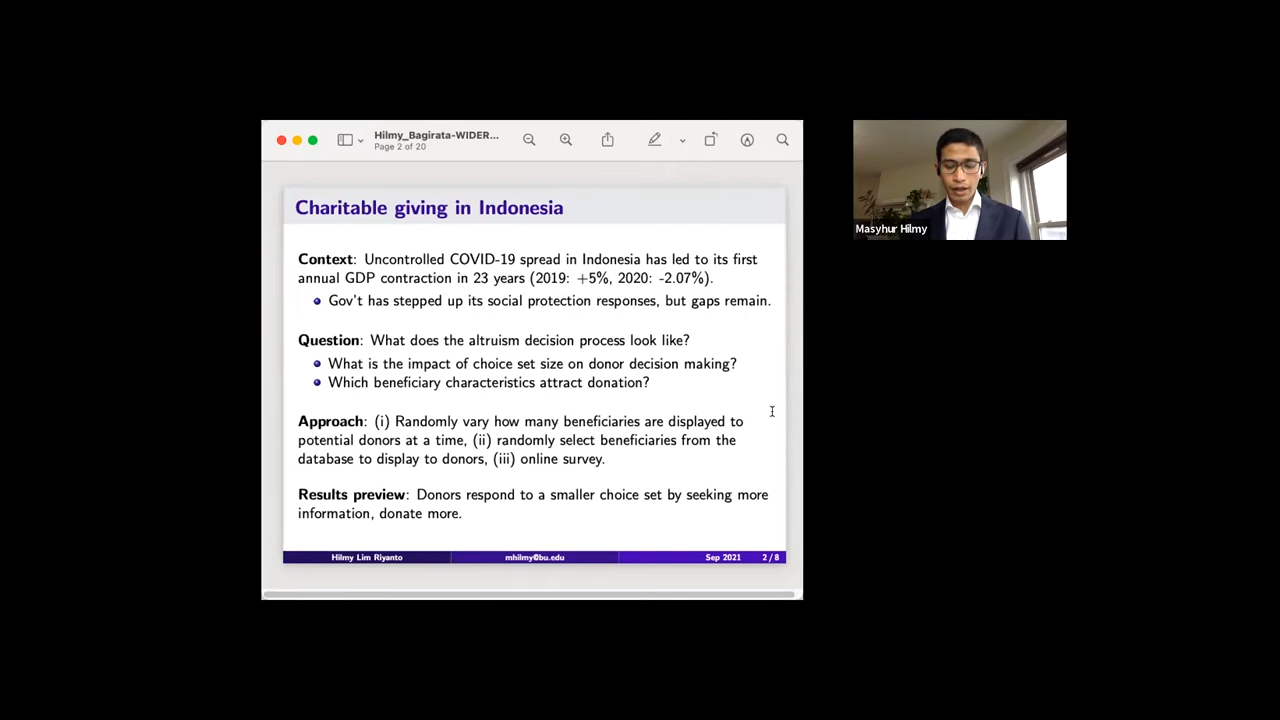 Hilmy_Bagirata-WIDER...
Page 2 of 20
Charitable giving in Indonesia
Context: Uncontrolled COVID-19 spread in Indonesia has led to its first
annual GDP contraction in 23 years (2019: +5%, 2020: -2.07%).
Gov't has stepped up its social protection responses, but gaps remain.
Question: What does the altruism decision process look like?
What is the impact of choice set size on donor decision making?
Which beneficiary characteristics attract donation?
Approach: (i) Randomly vary how many beneficiaries are displayed to
potential donors at a time, (ii) randomly select beneficiaries from the
database to display to donors, (iii) online survey.
Results preview: Donors respond to a smaller choice set by seeking more
information, donate more.
Hilmy Lim Riyanto mhilmy@bu.edu Sep 2021 2 / 8
Masyhur Hilmy